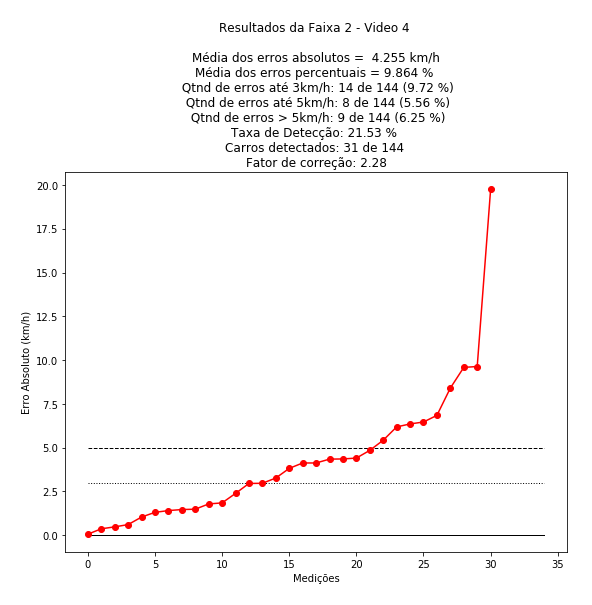 Resultados da Faixa 2 - Video 4
Média dos erros absolutos =  4.255 km/h
Média dos erros percentuais = 9.864 %
Qtnd de erros até 3km/h: 14 de 144 (9.72 %)
Qtnd de erros até 5km/h: 8 de 144 (5.56 %)
Qtnd de erros > 5km/h: 9 de 144 (6.25 %)
Taxa de Detecção: 21.53 %
Carros detectados: 31 de 144
Fator de correção: 2.28
20.0
17.5
15.0
12.5
10.0
7.5
5.0
2.5
0.0
Erro Absoluto (km/h)
0 5 10 15 20 25 30 35
Medições